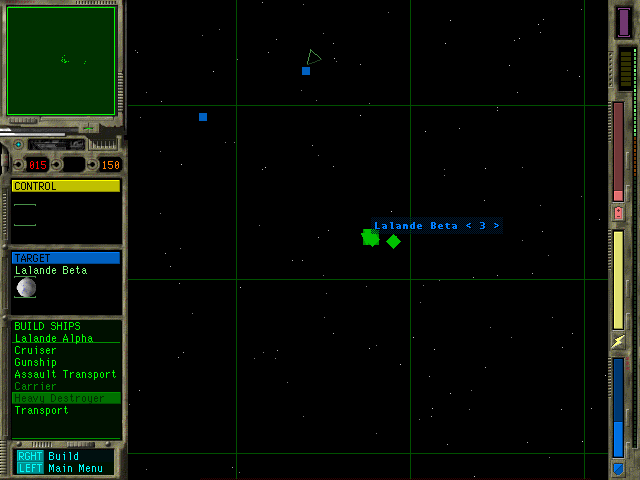 015 150
CONTROL
TARGET
Lalande Beta
Lalande Beta < 3 >
BUILD SHIPS
Lalande Alpha
Cruiser
Gunship
Assault Transport
Carrier
Heavy Destroyer
Transport
RGHT Build
LEFT Main Menu